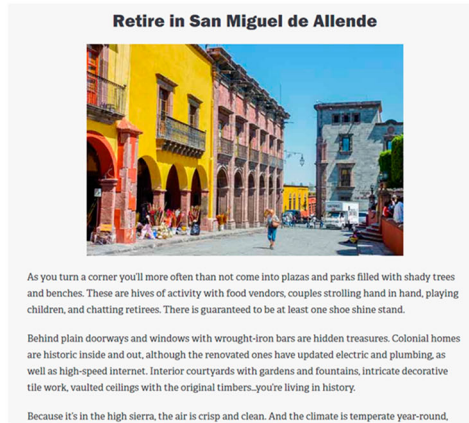 Retire in San Miguel de Allende
As you turn a corner you'll more often than not come into plazas and parks filled with shady trees
and benches. These are hives of activity with food vendors, couples strolling hand in hand, playing
children, and chatting retirees. There is guaranteed to be at least one shoe shine stand.
Behind plain doorways and windows with wrought-iron bars are hidden treasures. Colonial homes
are historic inside and out, although the renovated ones have updated electric and plumbing, as
well as high-speed internet. Interior courtyards with gardens and fountains, intricate decorative
tile work, vaulted ceilings with the original timbers...you're living in history.
Because it's in the high sierra, the air is crisp and clean. And the climate is temperate year-round,